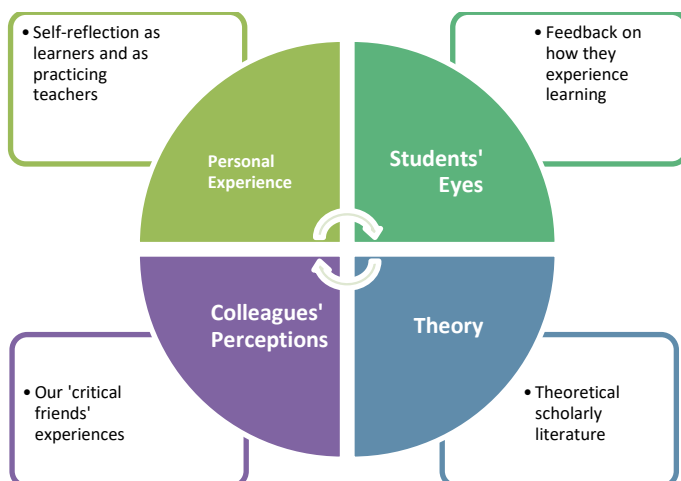 • Self-reflection as
learners and as
practicing
teachers
• Feedback on
how they
experience
learning
Personal
Experience
Students'
Eyes
Colleagues'
Perceptions
Theory
• Our 'critical
friends'
experiences
• Theoretical
scholarly
literature